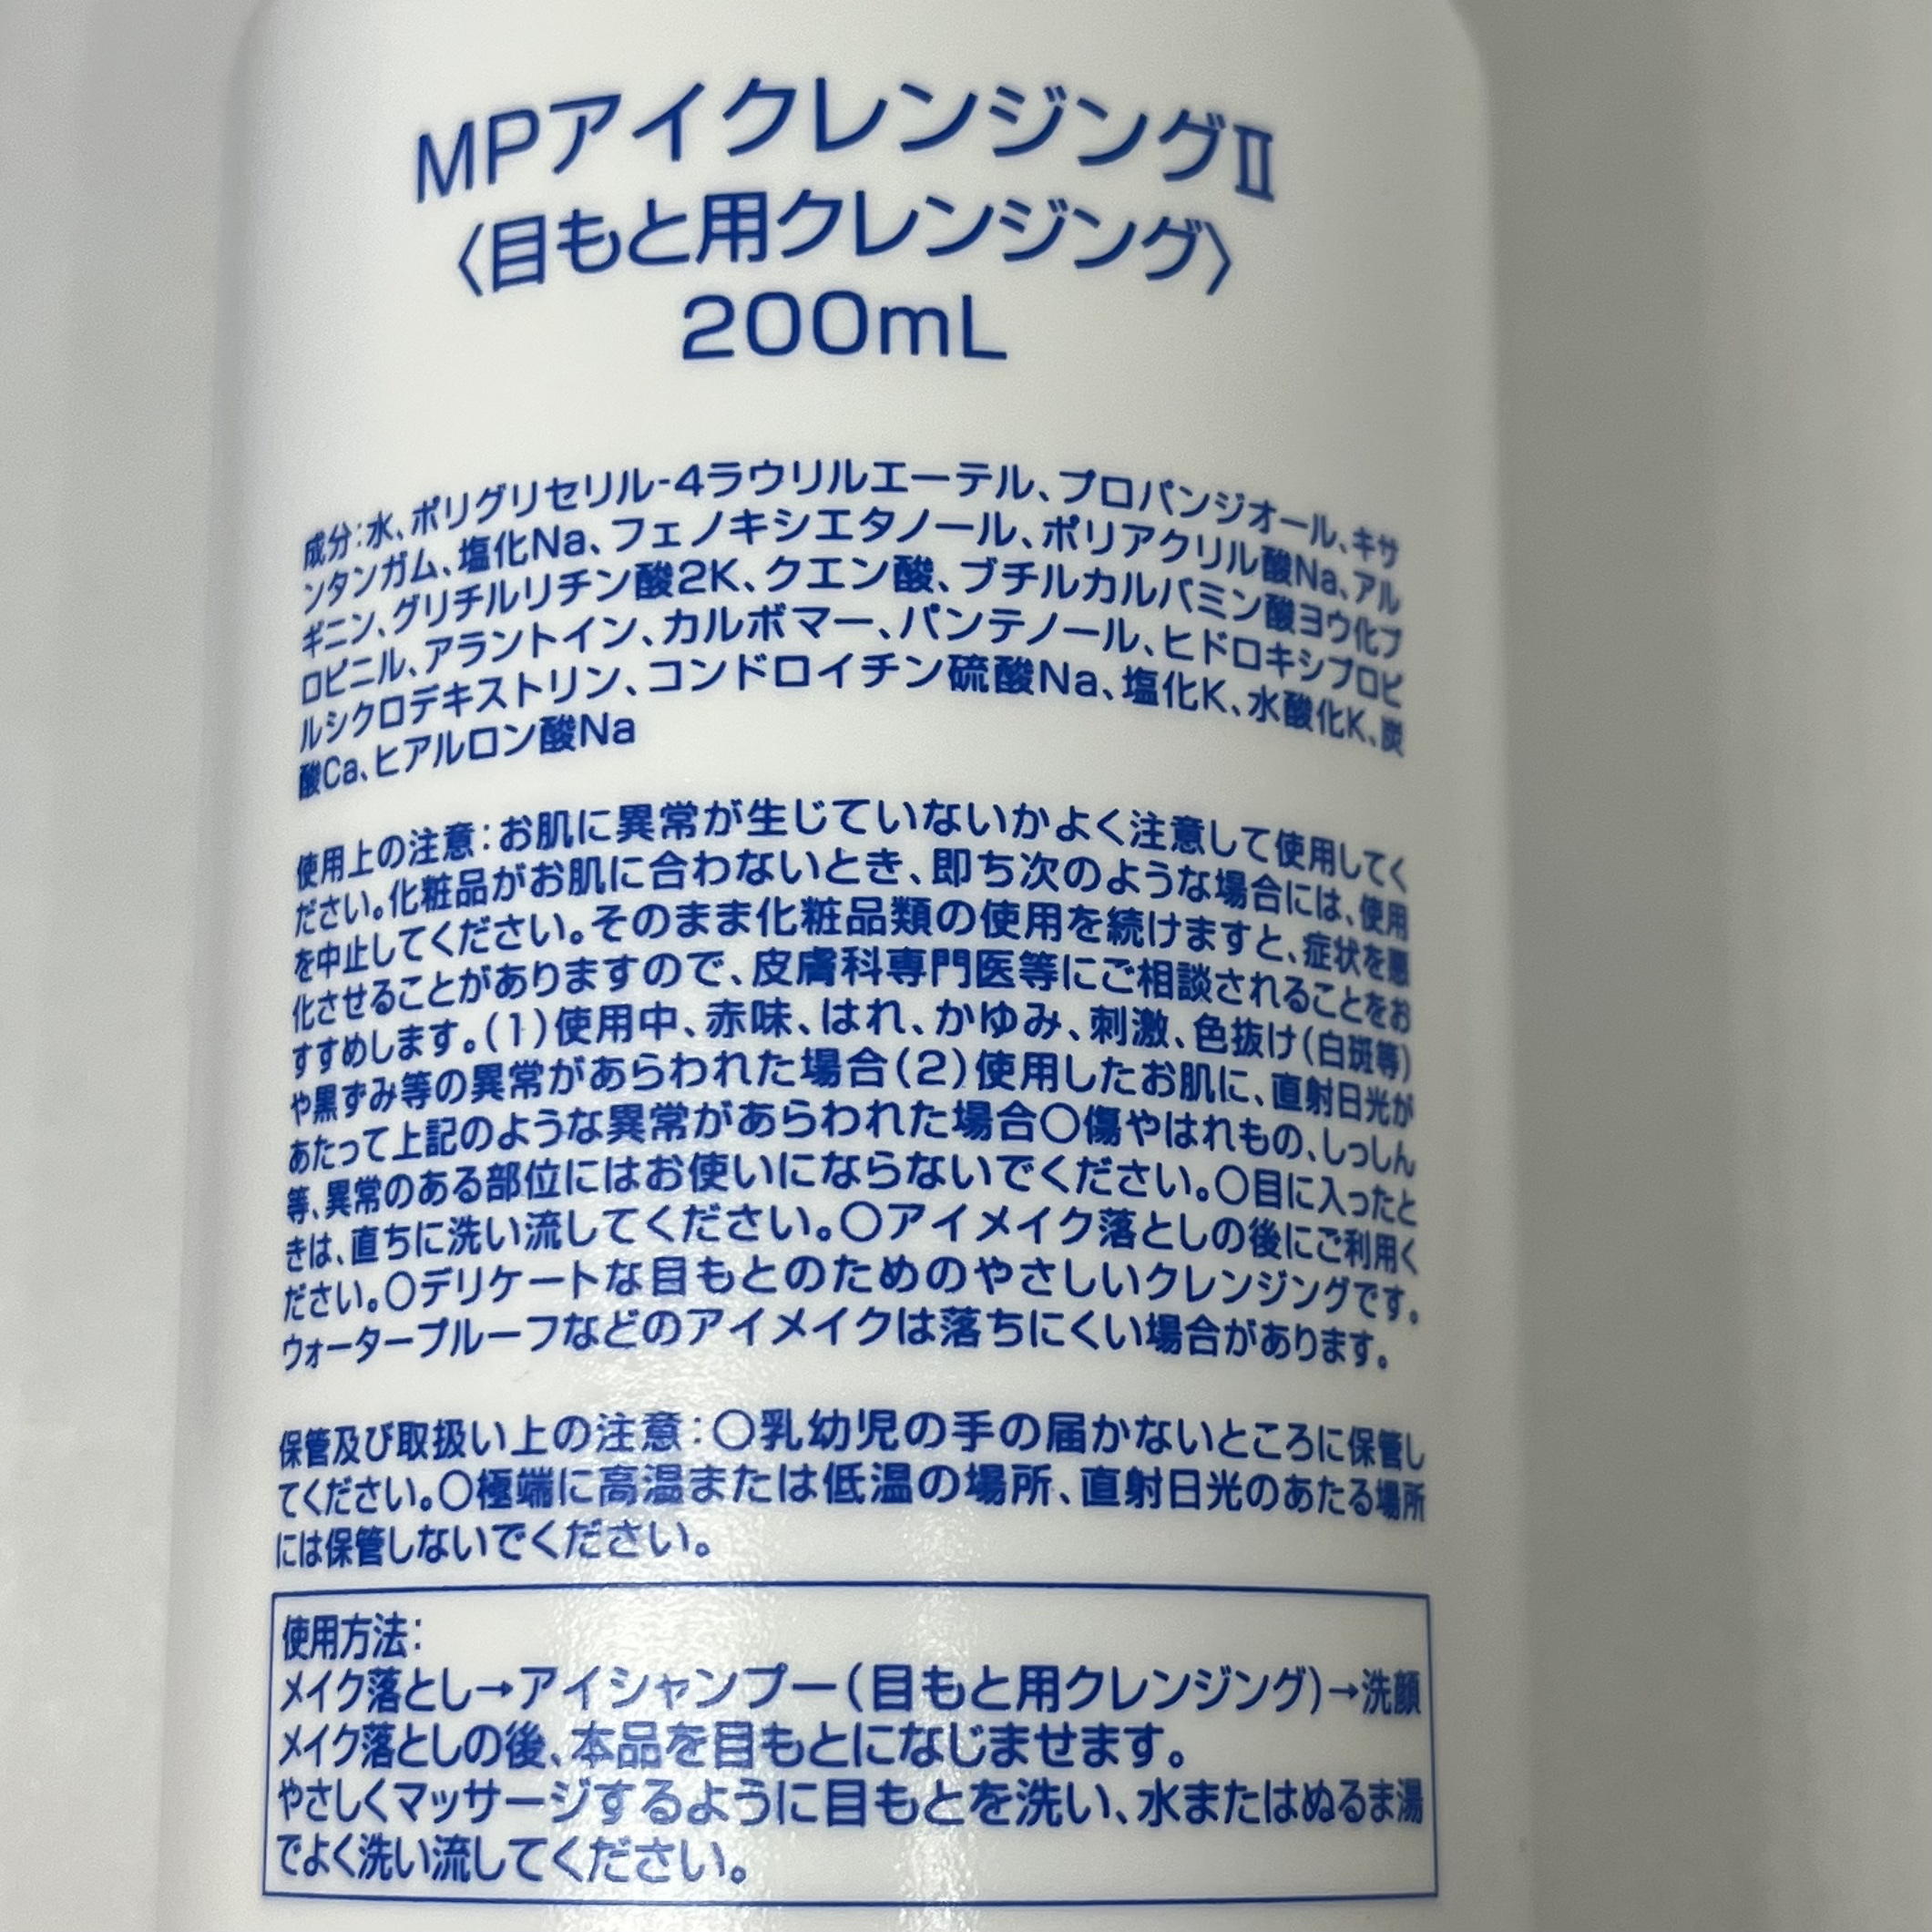 MPアイクレンジングⅡ
〈目もと用クレンジング〉
200mL
成分:水、ポリグリセリル-4ラウリルエーテル、プロパンジオール、キサ
ンタンガム、塩化Na、フェノキシエタノール、ポリアクリル酸Na、アル
ギニン、グリチルリチン酸2K、クエン酸、ブチルカルバミン酸ヨウ化プ
ロピニル、アラントイン、カルボマー、パンテノール、ヒドロキシプロピ
ルシクロデキストリン、コンドロイチン硫酸Na、塩化K、水酸化K、炭
酸Ca、ヒアルロン酸Na
使用上の注意:お肌に異常が生じていないかよく注意して使用してく
ださい。化粧品がお肌に合わないとき、即ち次のような場合には、使用
を中止してください。そのまま化粧品類の使用を続けますと、症状を悪
化させることがありますので、皮膚科専門医等にご相談されることをお
すすめします。(1)使用中、赤味、はれ、かゆみ、刺激、色抜け(白斑等)
や黒ずみ等の異常があらわれた場合(2)使用したお肌に、直射日光が
あたって上記のような異常があらわれた場合〇傷やはれもの、しっしん
等、異常のある部位にはお使いにならないでください。〇目に入ったと
きは、直ちに洗い流してください。〇アイメイク落としの後にご利用く
ださい。〇デリケートな目もとのためのやさしいクレンジングです。
ウォータープルーフなどのアイメイクは落ちにくい場合があります。
保管及び取扱い上の注意:〇乳幼児の手の届かないところに保管し
てください。〇極端に高温または低温の場所、直射日光のあたる場所
には保管しないでください。
使用方法:
メイク落とし→アイシャンプー(目もと用クレンジング)→洗顔
メイク落としの後、本品を目もとになじませます。
やさしくマッサージするように目もとを洗い、水またはぬるま湯
でよく洗い流してください。